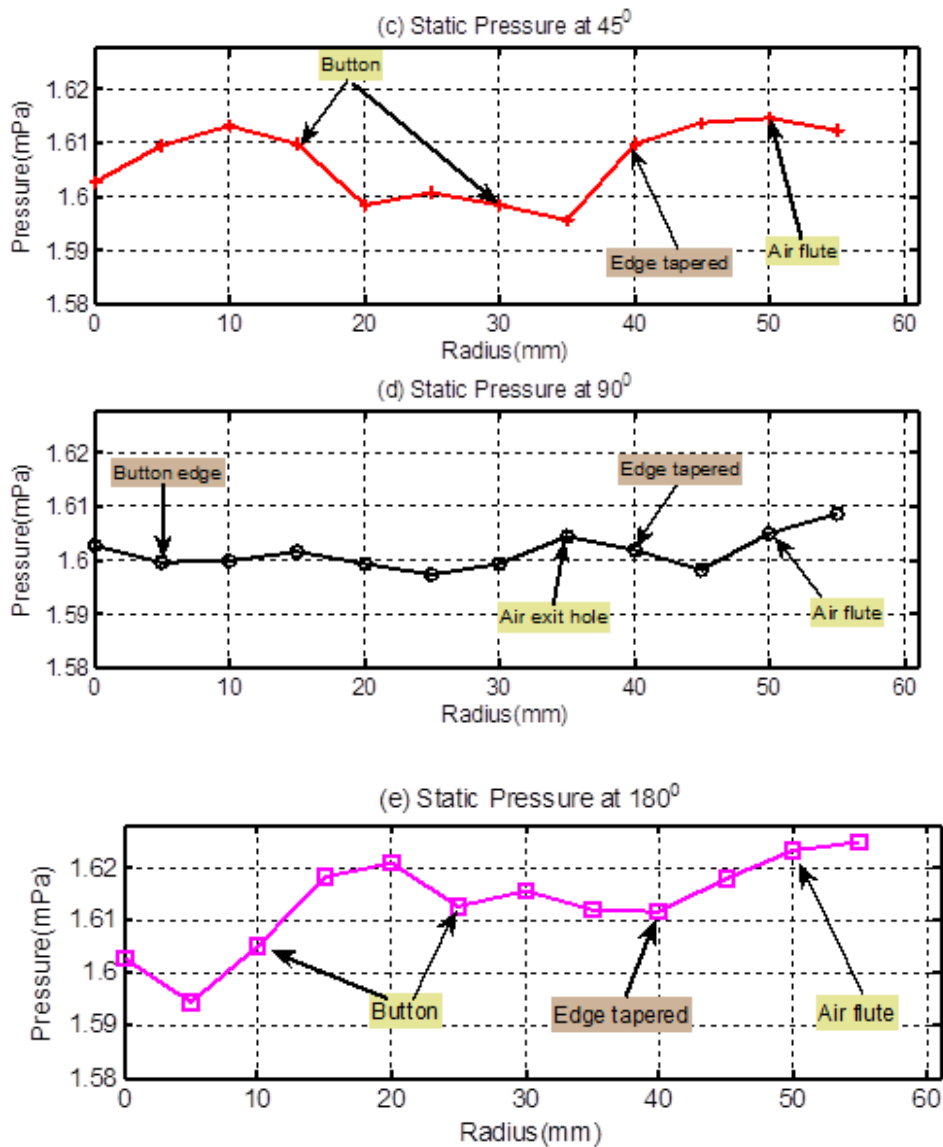 (c) Static Pressure at 45⁰
Button
1.62
1.61
1.6
1.59
1.58
Pressure(mPa)
Edge tapered
Air flute
0 10 20 30 40 50 60
Radius(mm)
(d) Static Pressure at 90⁰
1.62
1.61
1.6
1.59
1.58
Pressure(mPa)
Button edge
Edge tapered
Air exit hole
Air flute
0 10 20 30 40 50 60
Radius(mm)
(e) Static Pressure at 180⁰
1.62
1.61
1.6
1.59
1.58
Pressure(mPa)
Button
Edge tapered
Air flute
0 10 20 30 40 50 60
Radius(mm)